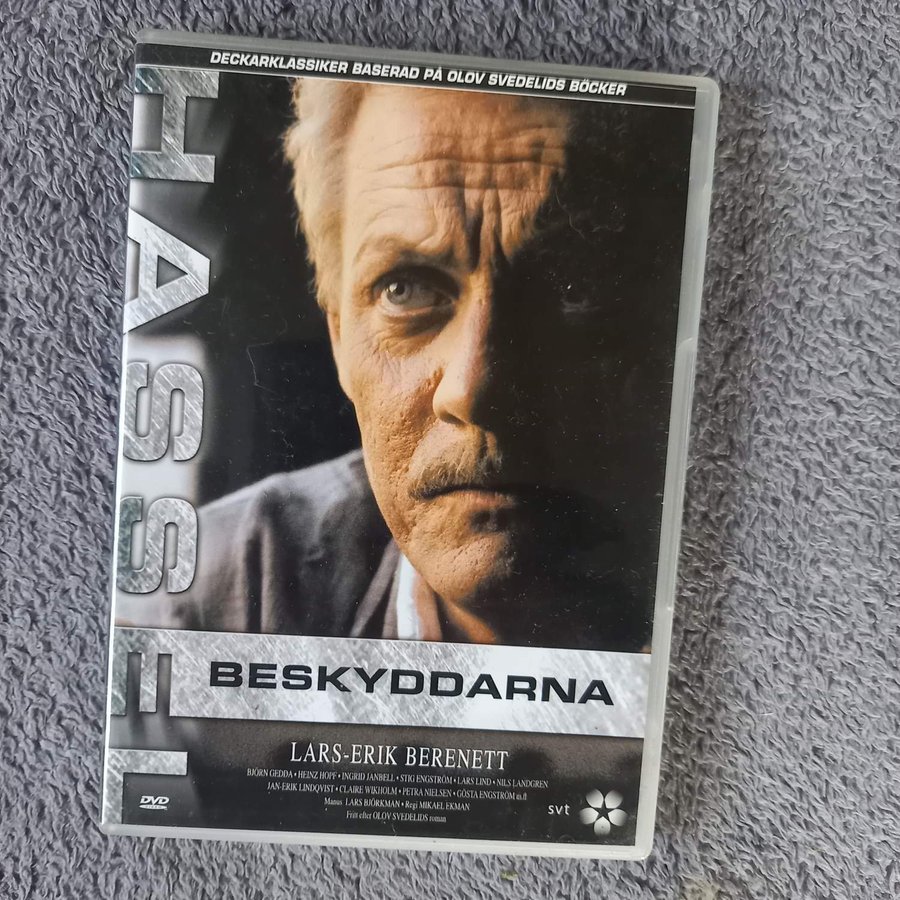 DECKARKLASSIKER BASERAD PÅ OLOV SVEDELIDS BÖCKER
HASSEL
BESKYDDARNA
LARS-ERIK BERENETT
BJÖRN GEDDA • HEINZ HOPF • INGRID JANBELL • STIG ENGSTRÖM • LARS LIND • NILS LANDGREN
JAN-ERIK LINDQVIST • CLAIRE WIKHOLM • PETRA NIELSEN • GÖSTA ENGSTRÖM m.fl
Manus LARS BJÖRKMAN • Regi MIKAEL EKMAN
Fritt efter OLOV SVEDELIDS roman
DVD
VIDEO
svt